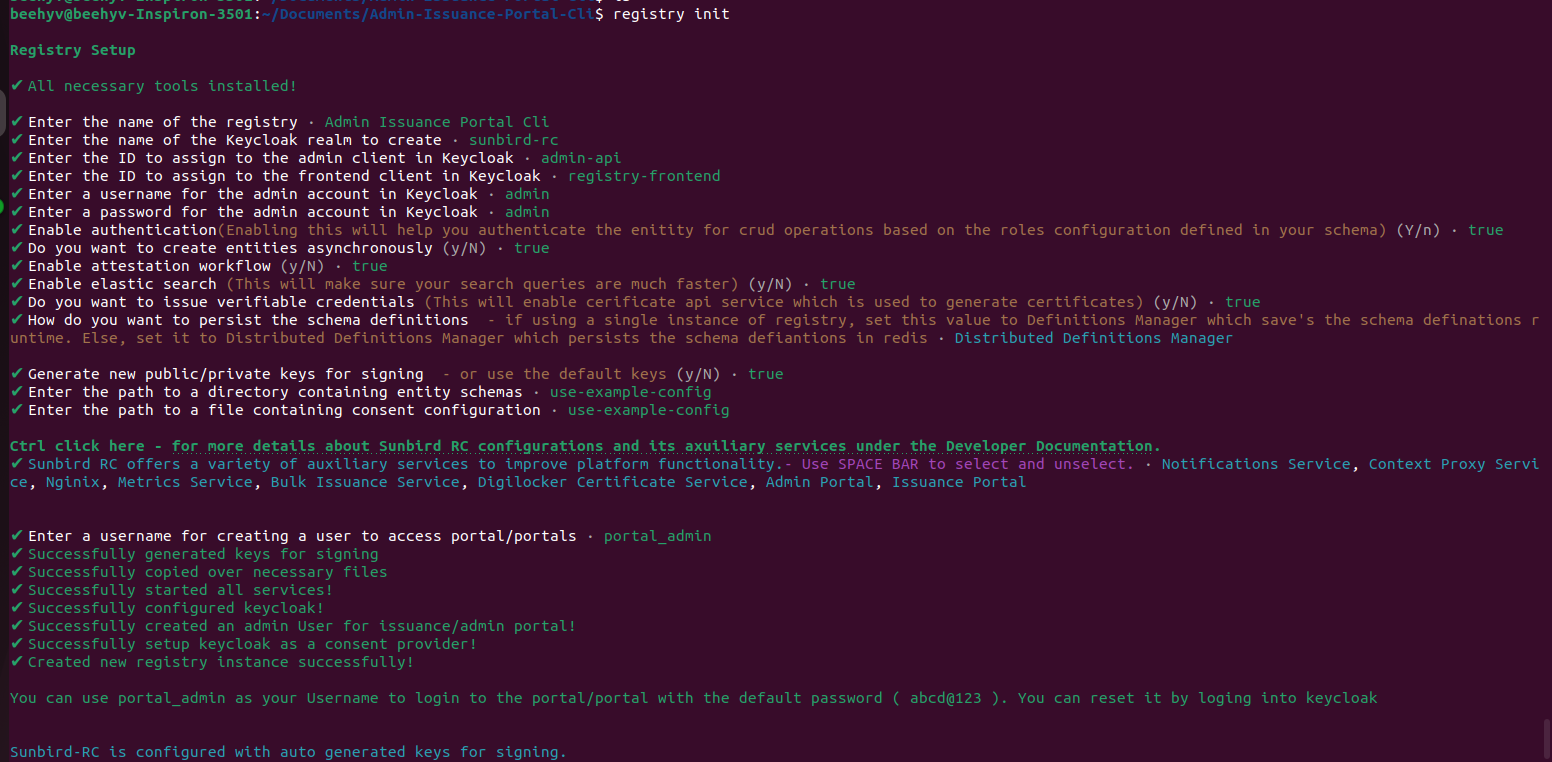 beehyv@beehyv-Inspiron-3501:~/Documents/Admin-Issuance-Portal-Cli$ registry init
Registry Setup
✔ All necessary tools installed!
✔ Enter the name of the registry · Admin Issuance Portal Cli
✔ Enter the name of the Keycloak realm to create · sunbird-rc
✔ Enter the ID to assign to the admin client in Keycloak · admin-api
✔ Enter the ID to assign to the frontend client in Keycloak · registry-frontend
✔ Enter a username for the admin account in Keycloak · admin
✔ Enter a password for the admin account in Keycloak · admin
✔ Enable authentication(Enabling this will help you authenticate the enitity for crud operations based on the roles configuration defined in your schema) (Y/n) · true
✔ Do you want to create entities asynchronously (y/N) · true
✔ Enable attestation workflow (y/N) · true
✔ Enable elastic search (This will make sure your search queries are much faster) (y/N) · true
✔ Do you want to issue verifiable credentials (This will enable cerificate api service which is used to generate certificates) (y/N) · true
✔ How do you want to persist the schema definitions  - if using a single instance of registry, set this value to Definitions Manager which save's the schema definations r
untime. Else, set it to Distributed Definitions Manager which persists the schema defiantions in redis · Distributed Definitions Manager
✔ Generate new public/private keys for signing  - or use the default keys (y/N) · true
✔ Enter the path to a directory containing entity schemas · use-example-config
✔ Enter the path to a file containing consent configuration · use-example-config
Ctrl click here - for more details about Sunbird RC configurations and its axuiliary services under the Developer Documentation.
✔ Sunbird RC offers a variety of auxiliary services to improve platform functionality.- Use SPACE BAR to select and unselect. · Notifications Service, Context Proxy Servi
ce, Nginix, Metrics Service, Bulk Issuance Service, Digilocker Certificate Service, Admin Portal, Issuance Portal
✔ Enter a username for creating a user to access portal/portals · portal_admin
✔ Successfully generated keys for signing
✔ Successfully copied over necessary files
✔ Successfully started all services!
✔ Successfully configured keycloak!
✔ Successfully created an admin User for issuance/admin portal!
✔ Successfully setup keycloak as a consent provider!
✔ Created new registry instance successfully!
You can use portal_admin as your Username to login to the portal/portal with the default password ( abcd@123 ). You can reset it by loging into keycloak
Sunbird-RC is configured with auto generated keys for signing.